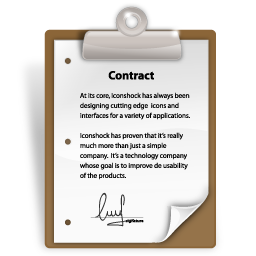 Contract
At its core, Iconshock has always been
designing cutting edge icons and
interfaces for a variety of applications.
Iconshock has proven that it's really
much more than just a simple
company. It's a technology company
whose goal is to improve de usability
of the products.